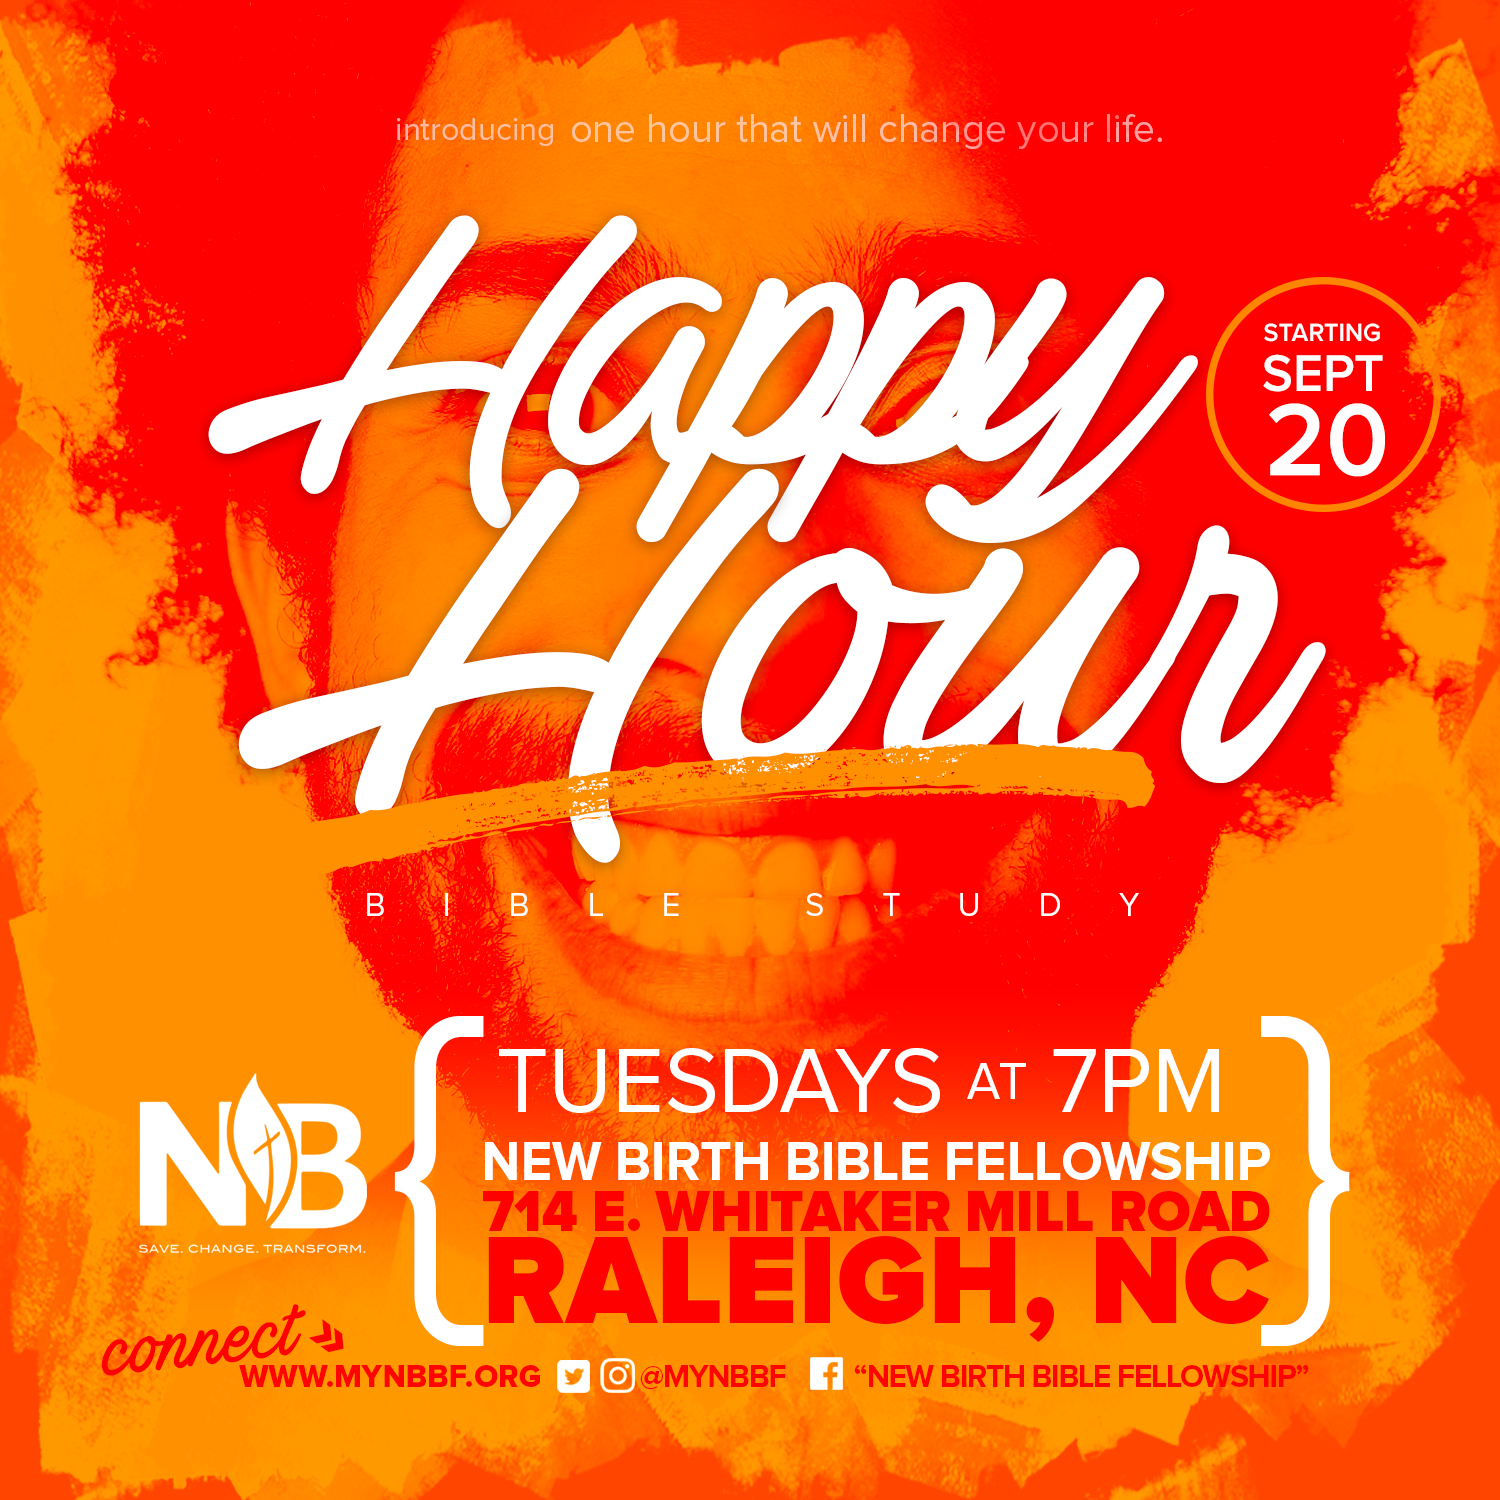 introducing one hour that will change your life.
Happy
Hour
STARTING
SEPT
20
BIBLE STUDY
TUESDAYS AT 7PM
NEW BIRTH BIBLE FELLOWSHIP
714 E. WHITAKER MILL ROAD
RALEIGH, NC
NB
SAVE. CHANGE. TRANSFORM.
connect
WWW.MYNBBF.ORG @MYNBBF “NEW BIRTH BIBLE FELLOWSHIP”